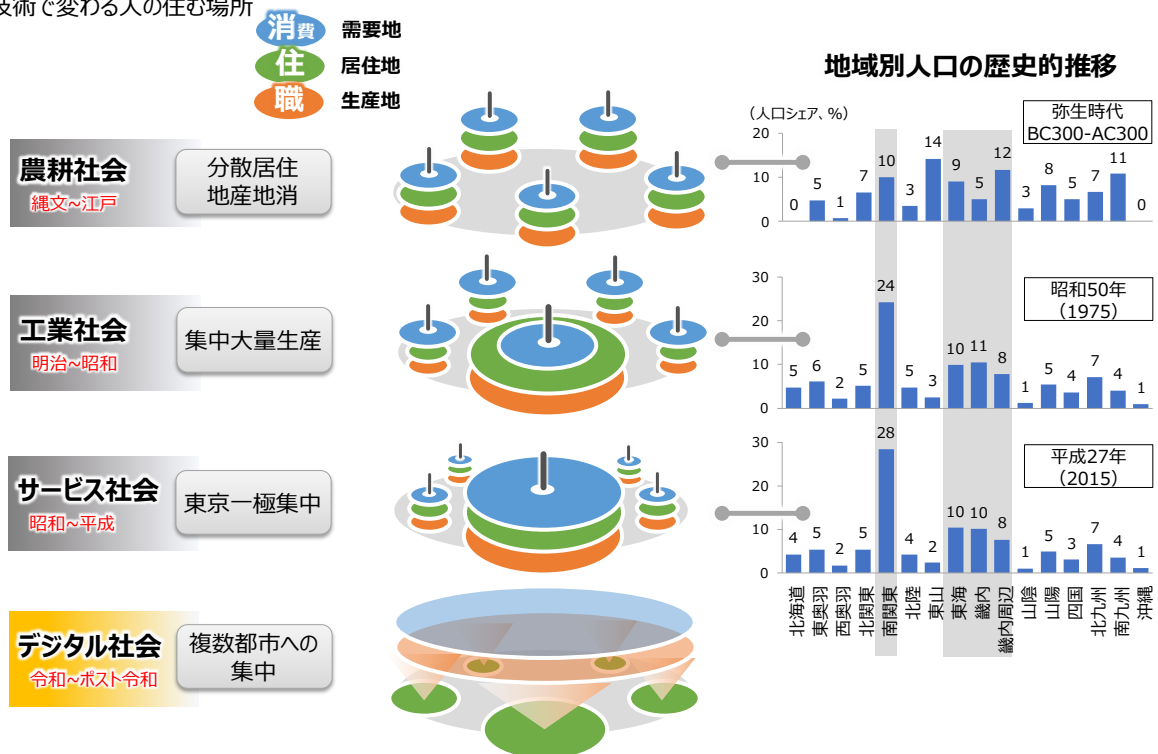 技術で変わる人の住む場所
消費 需要地
住 居住地
職 生産地
地域別人口の歴史的推移
農耕社会
縄文~江戸
分散居住
地産地消
(人口シェア、%)
弥生時代
BC300-AC300
20
10
0
0 5 1 7 10 3 14 9 5 12 3 8 5 7 11 0
工業社会
明治~昭和
集中大量生産
昭和50年
(1975)
30
20
10
0
5 6 2 5 24 5 3 10 11 8 1 5 4 7 4 1
サービス社会
昭和~平成
東京一極集中
平成27年
(2015)
30
20
10
0
4 5 2 5 28 4 2 10 10 8 1 5 3 7 4 1
北海道 東奥羽 西奥羽 北関東 南関東 北陸 東山 東海 畿内 畿内周辺 山陰 山陽 四国 北九州 南九州 沖縄
デジタル社会
令和~ポスト令和
複数都市への
集中